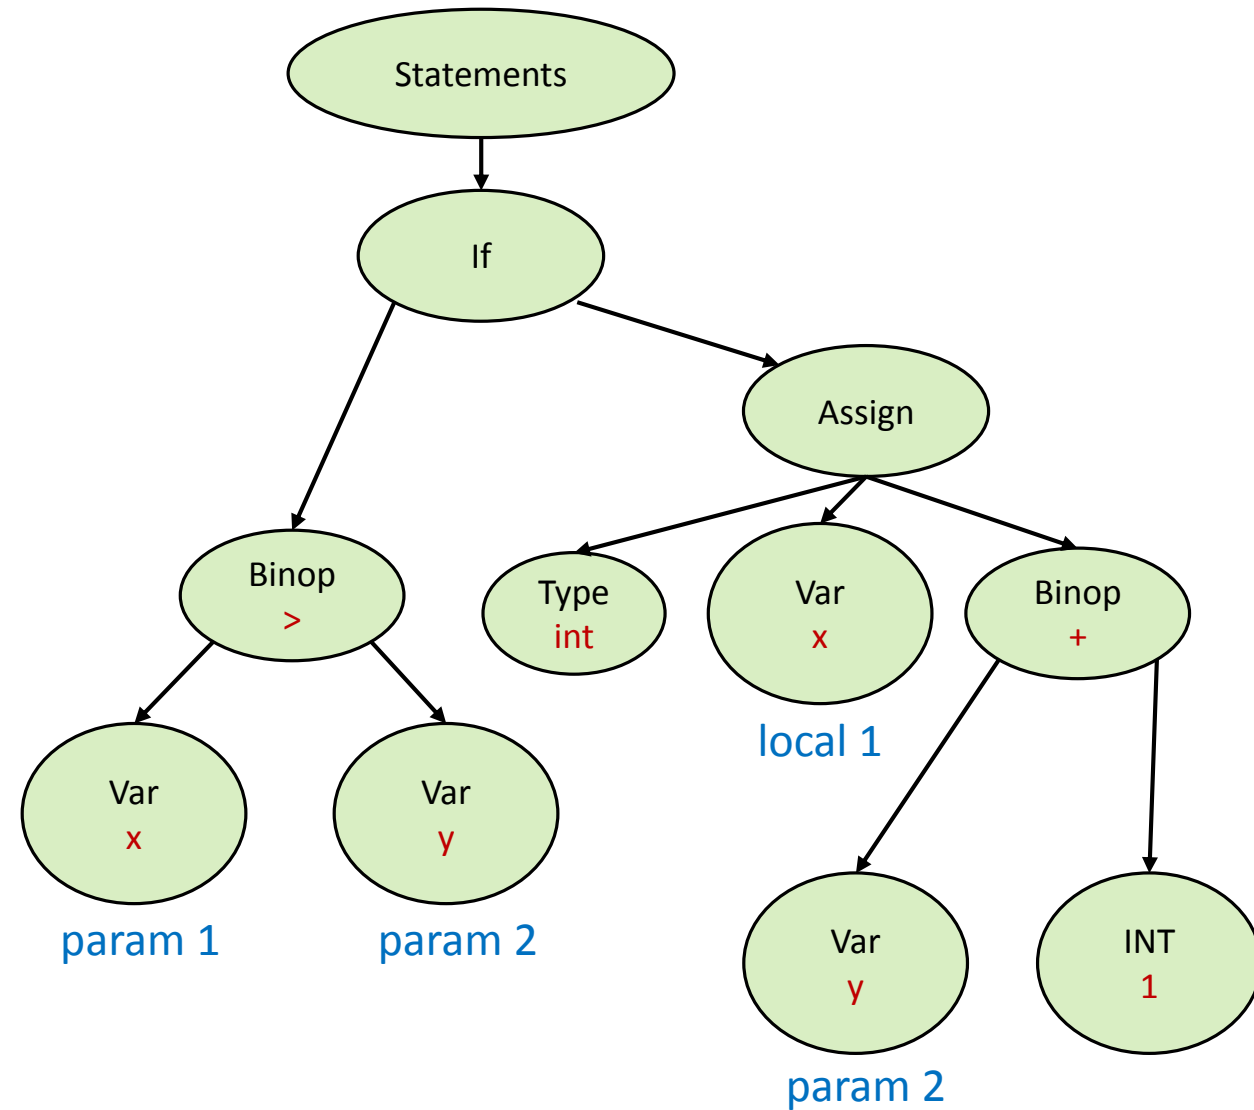 Statements
If
Assign
Binop
>
Type
int
Var
x
Binop
+
local 1
Var
x
Var
y
param 1
param 2
Var
y
INT
1
param 2